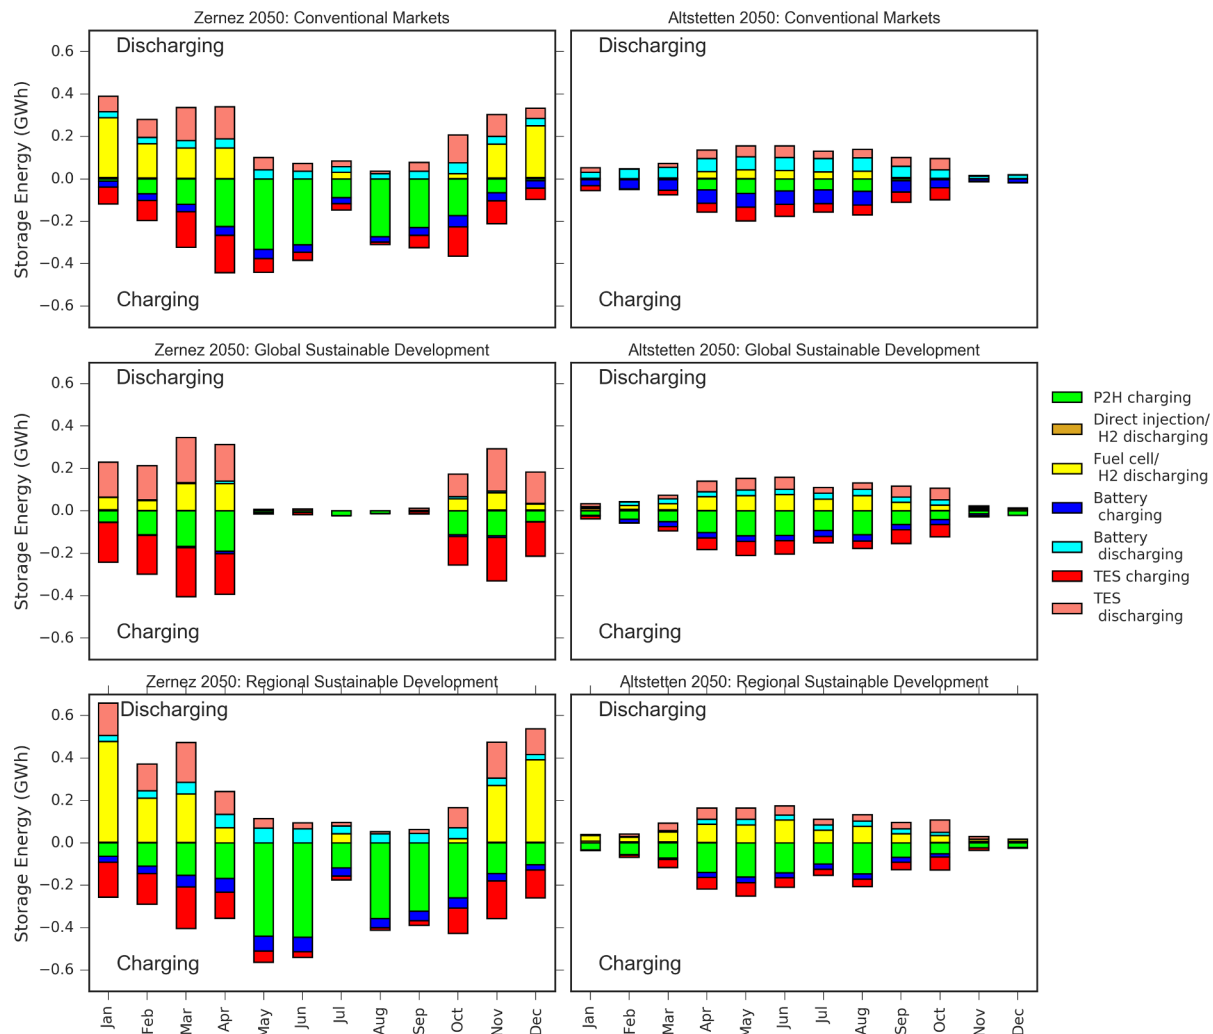 Zernez 2050: Conventional Markets
Altstetten 2050: Conventional Markets
Storage Energy (GWh)
0.6
0.4
0.2
0.0
−0.2
−0.4
−0.6
Discharging
Charging
Discharging
Charging
Zernez 2050: Global Sustainable Development
Altstetten 2050: Global Sustainable Development
Storage Energy (GWh)
0.6
0.4
0.2
0.0
−0.2
−0.4
−0.6
Discharging
Charging
Discharging
Charging
P2H charging
Direct injection/
H2 discharging
Fuel cell/
H2 discharging
Battery
charging
Battery
discharging
TES charging
TES
discharging
Zernez 2050: Regional Sustainable Development
Altstetten 2050: Regional Sustainable Development
Storage Energy (GWh)
0.6
0.4
0.2
0.0
−0.2
−0.4
−0.6
Discharging
Charging
Discharging
Charging
Jan
Feb
Mar
Apr
May
Jun
Jul
Aug
Sep
Oct
Nov
Dec
Jan
Feb
Mar
Apr
May
Jun
Jul
Aug
Sep
Oct
Nov
Dec